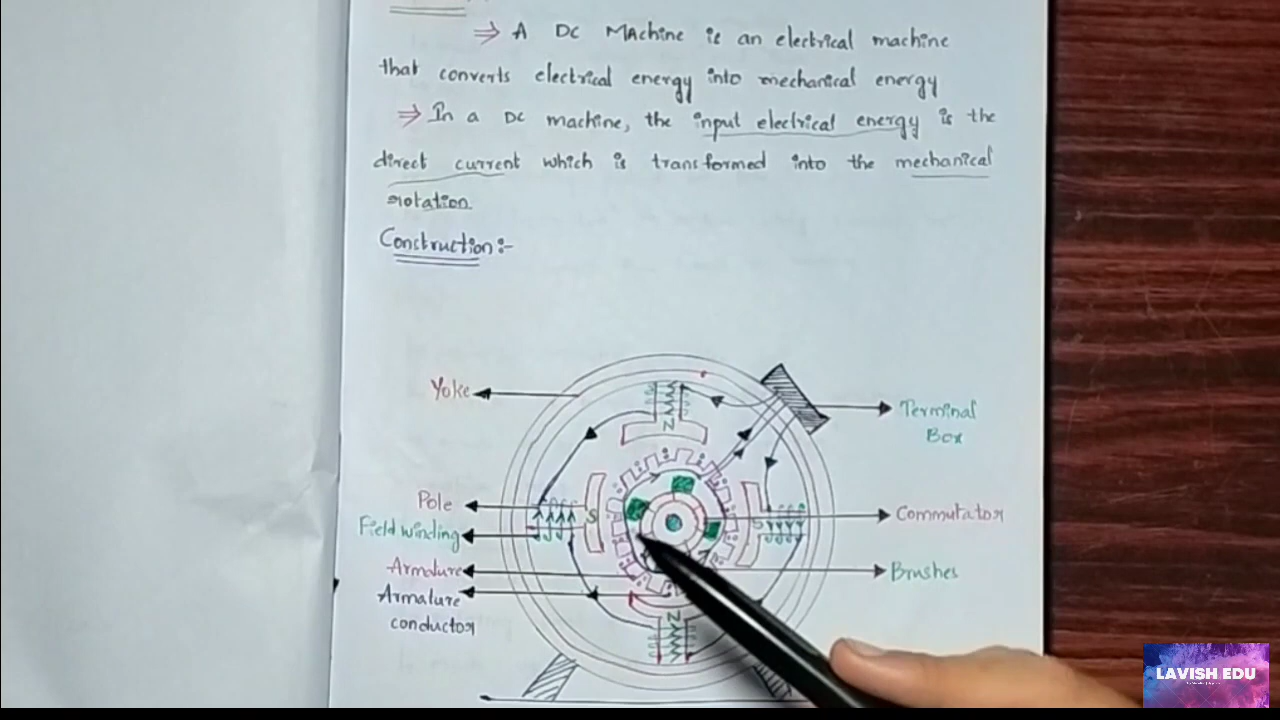 ⇒ A DC Machine is an electrical machine
that converts electrical energy into mechanical energy
⇒ In a DC machine, the input electrical energy is the
direct current which is transformed into the mechanical
rotation
Construction:-
Yoke
Terminal
Box
N
Pole
S
S
Commutator
Field winding
Armature
Brushes
Armature
conductor
N
LAVISH EDU